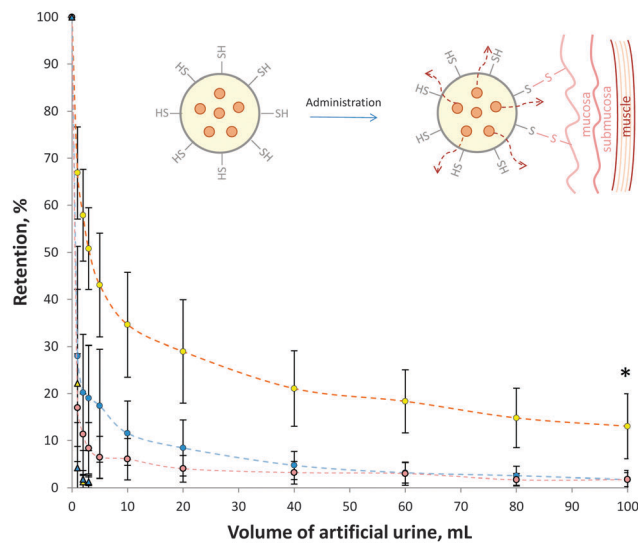 100
90
80
70
60
50
40
30
20
10
0
Retention, %
0 10 20 30 40 50 60 70 80 90 100
Volume of artificial urine, mL
HS
SH
HS
SH
HS
SH
HS
SH
HS
Administration
HS
SH
HS
HS
HS
SH
S
S
S
S
mucosa
submucosa
muscle
*